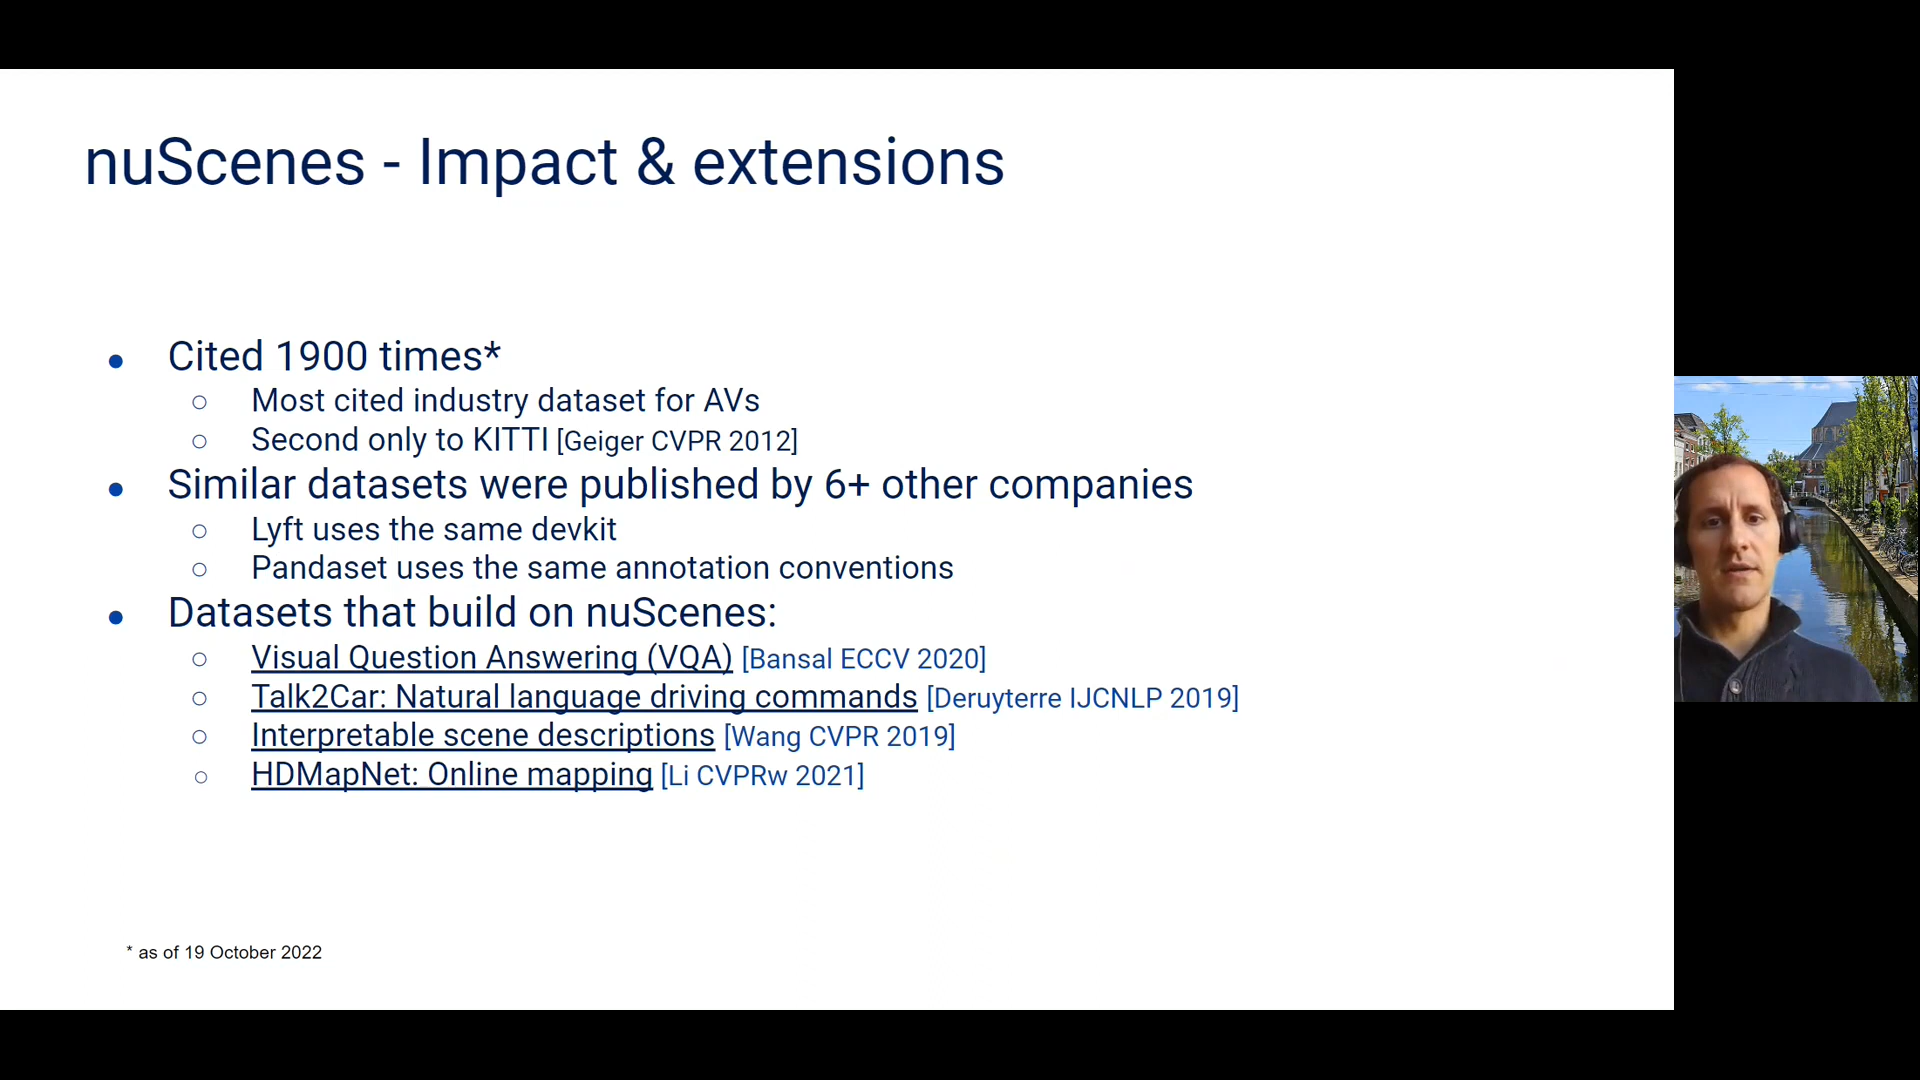 nuScenes - Impact & extensions
● Cited 1900 times*
○ Most cited industry dataset for AVs
○ Second only to KITTI [Geiger CVPR 2012]
● Similar datasets were published by 6+ other companies
○ Lyft uses the same devkit
○ Pandaset uses the same annotation conventions
● Datasets that build on nuScenes:
○ Visual Question Answering (VQA) [Bansal ECCV 2020]
○ Talk2Car: Natural language driving commands [Deruyterre IJCNLP 2019]
○ Interpretable scene descriptions [Wang CVPR 2019]
○ HDMapNet: Online mapping [Li CVPRw 2021]
* as of 19 October 2022